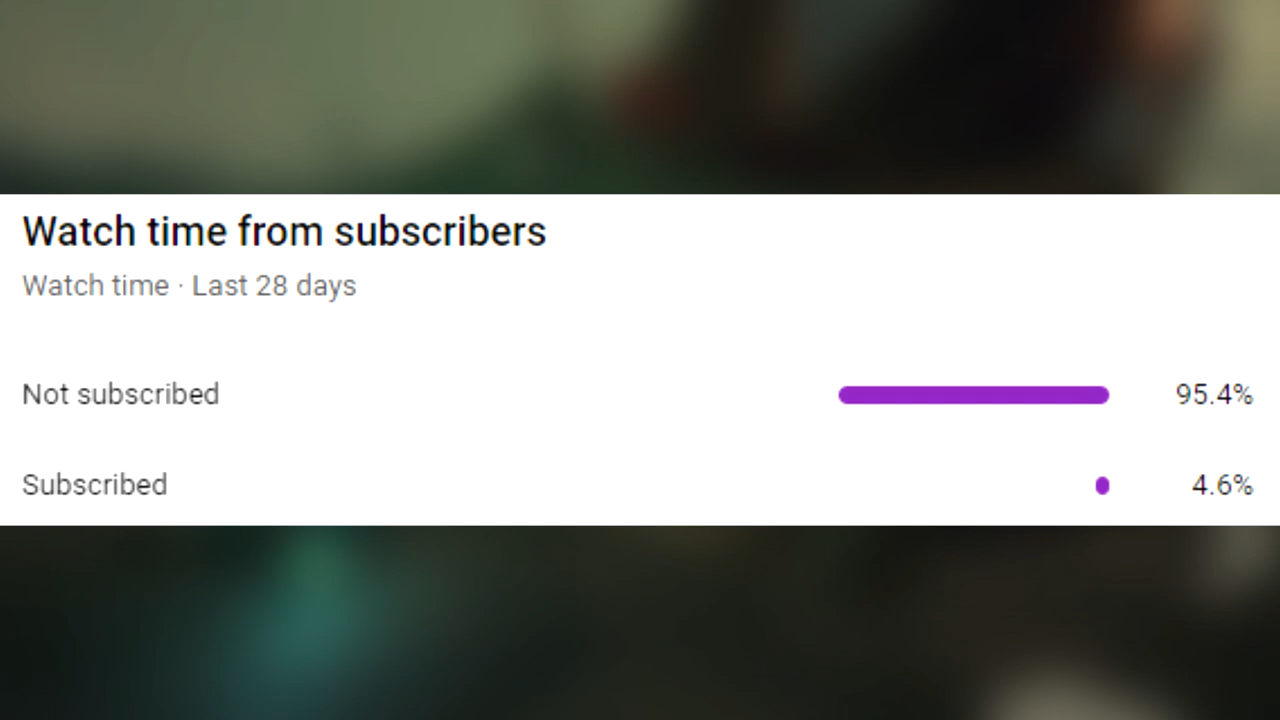 Watch time from subscribers
Watch time · Last 28 days
Not subscribed 95.4%
Subscribed 4.6%